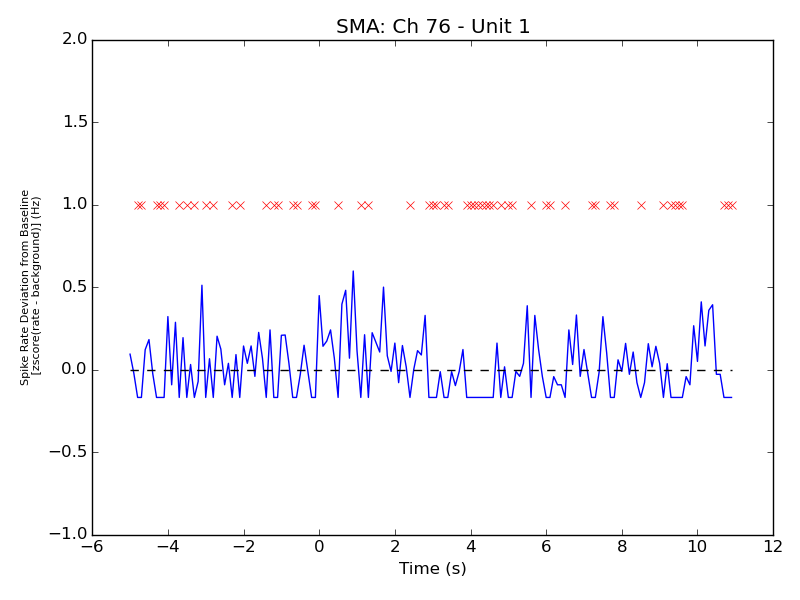 SMA: Ch 76 - Unit 1
2.0
1.5
1.0
0.5
0.0
−0.5
−1.0
Spike Rate Deviation from Baseline
[zscore(rate - background)] (Hz)
−6 −4 −2 0 2 4 6 8 10 12
Time (s)